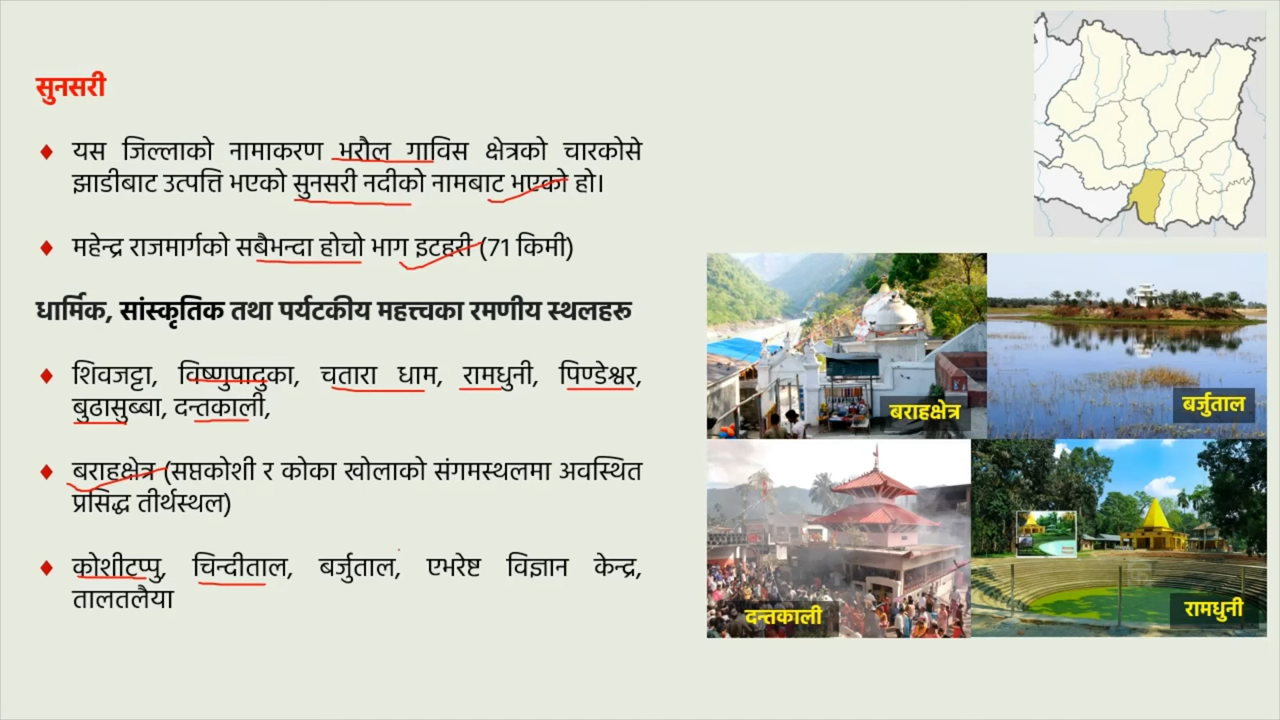 सुनसरी
♦ यस जिल्लाको नामाकरण भरौल गाविस क्षेत्रको चारकोसे
झाडीबाट उत्पत्ति भएको सुनसरी नदीको नामबाट भएको हो।
♦ महेन्द्र राजमार्गको सबैभन्दा होचो भाग इटहरी (71 किमी)
धार्मिक, सांस्कृतिक तथा पर्यटकीय महत्त्वका रमणीय स्थलहरू
♦ शिवजट्टा, विष्णुपादुका, चतारा धाम, रामधुनी, पिण्डेश्वर,
बुढासुब्बा, दन्तकाली,
♦ बराहक्षेत्र (सप्तकोशी र कोका खोलाको संगमस्थलमा अवस्थित
प्रसिद्ध तीर्थस्थल)
♦ कोशीटप्पु, चिन्दीताल, बर्जुताल, एभरेष्ट विज्ञान केन्द्र,
तालतलैया
बराहक्षेत्र
बर्जुताल
दन्तकाली
रामधुनी